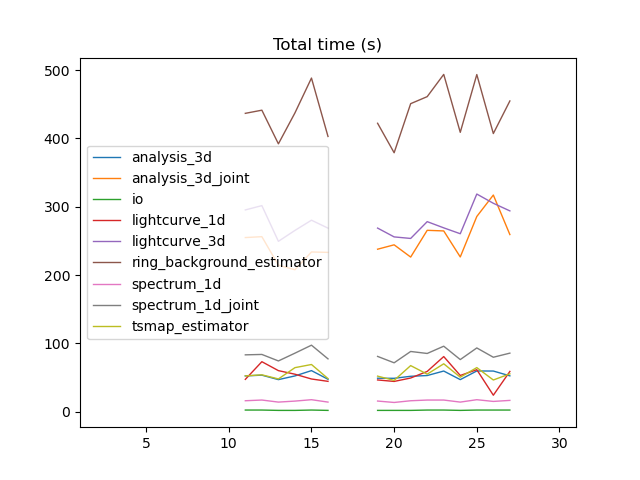 Total time (s)
500
400
300
200
100
0
analysis_3d
analysis_3d_joint
io
lightcurve_1d
lightcurve_3d
ring_background_estimator
spectrum_1d
spectrum_1d_joint
tsmap_estimator
5 10 15 20 25 30